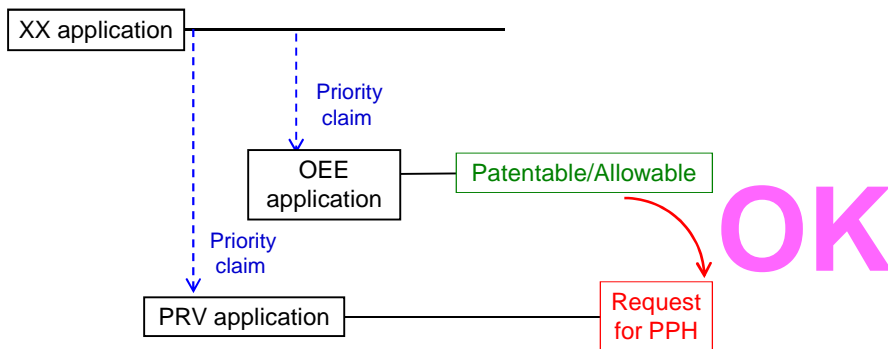 XX application
Priority
claim
OEE
application
Patentable/Allowable
OK
Priority
claim
PRV application
Request
for PPH